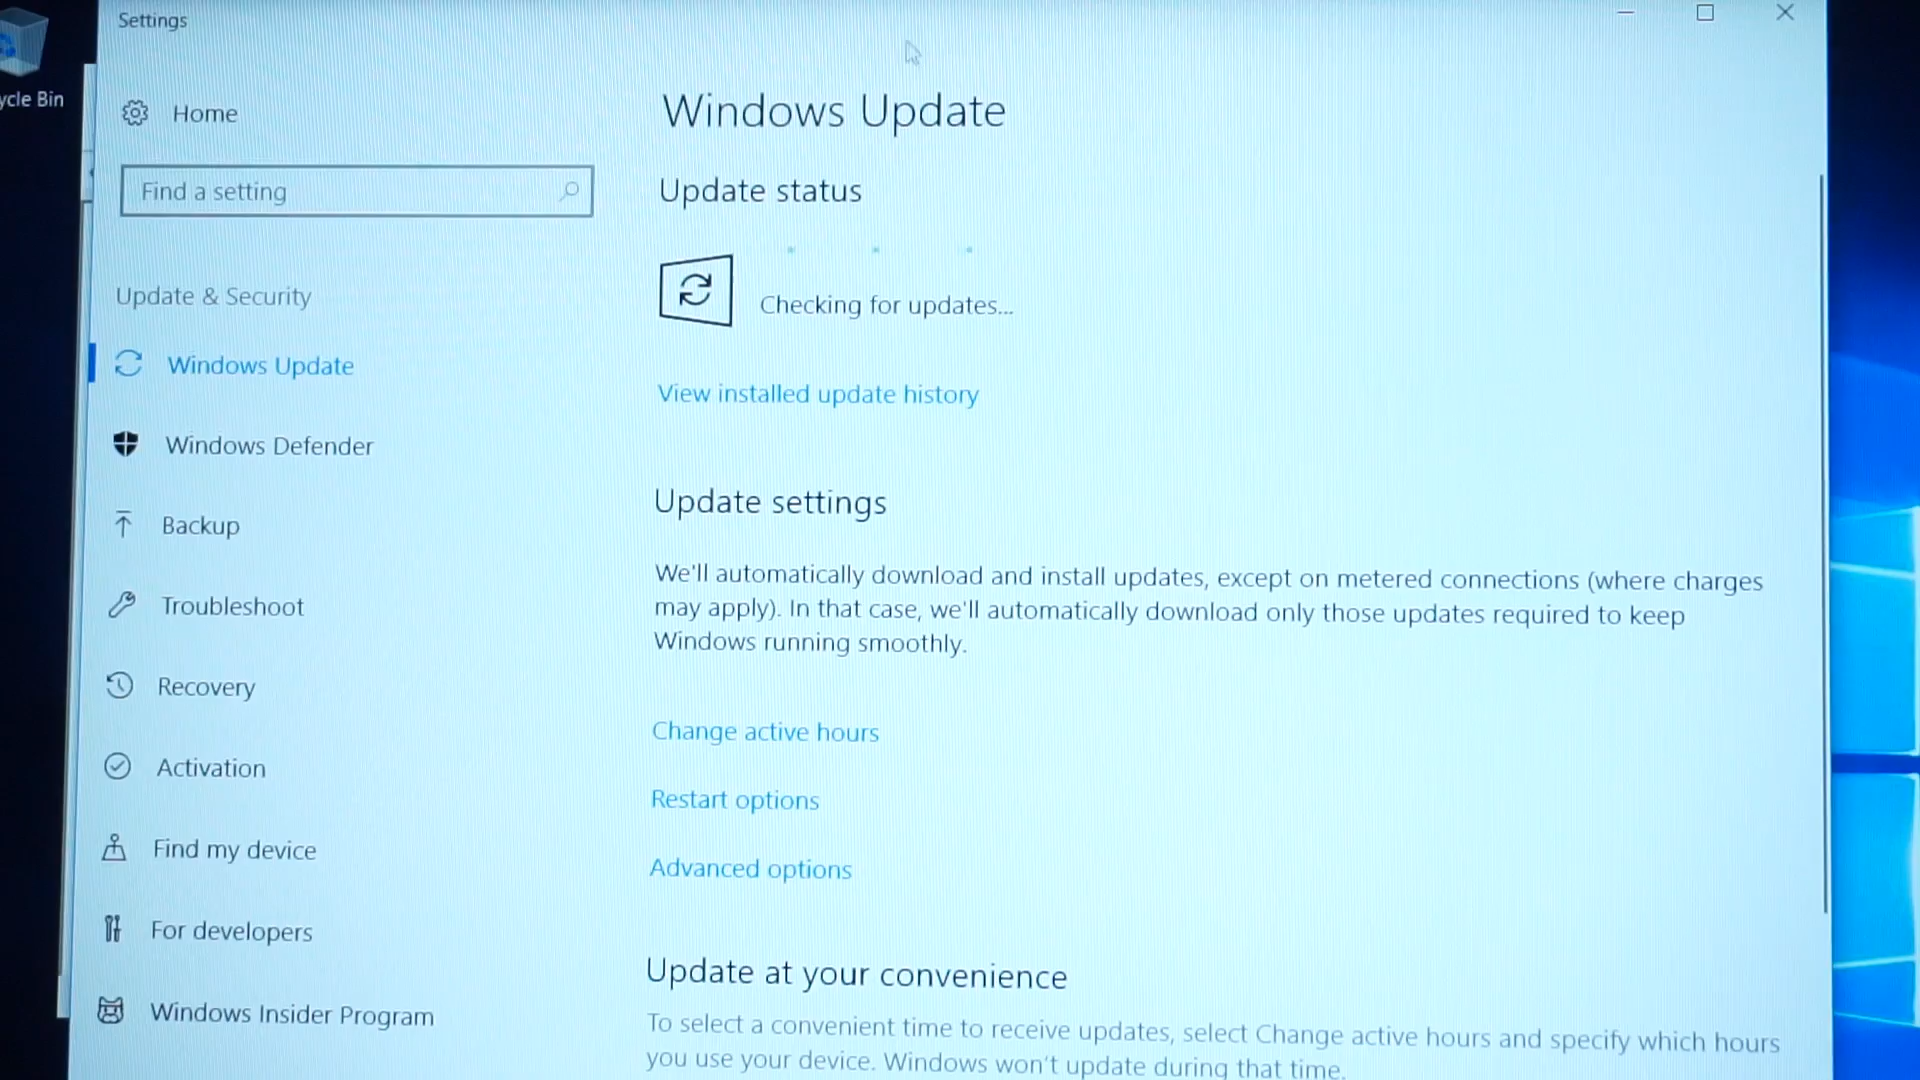 Settings
ycle Bin
Home
Find a setting
Update & Security
Windows Update
Windows Defender
Backup
Troubleshoot
Recovery
Activation
Find my device
For developers
Windows Insider Program
Windows Update
Update status
Checking for updates...
View installed update history
Update settings
We'll automatically download and install updates, except on metered connections (where charges
may apply). In that case, we'll automatically download only those updates required to keep
Windows running smoothly.
Change active hours
Restart options
Advanced options
Update at your convenience
To select a convenient time to receive updates, select Change active hours and specify which hours
you use your device. Windows won't update during that time.